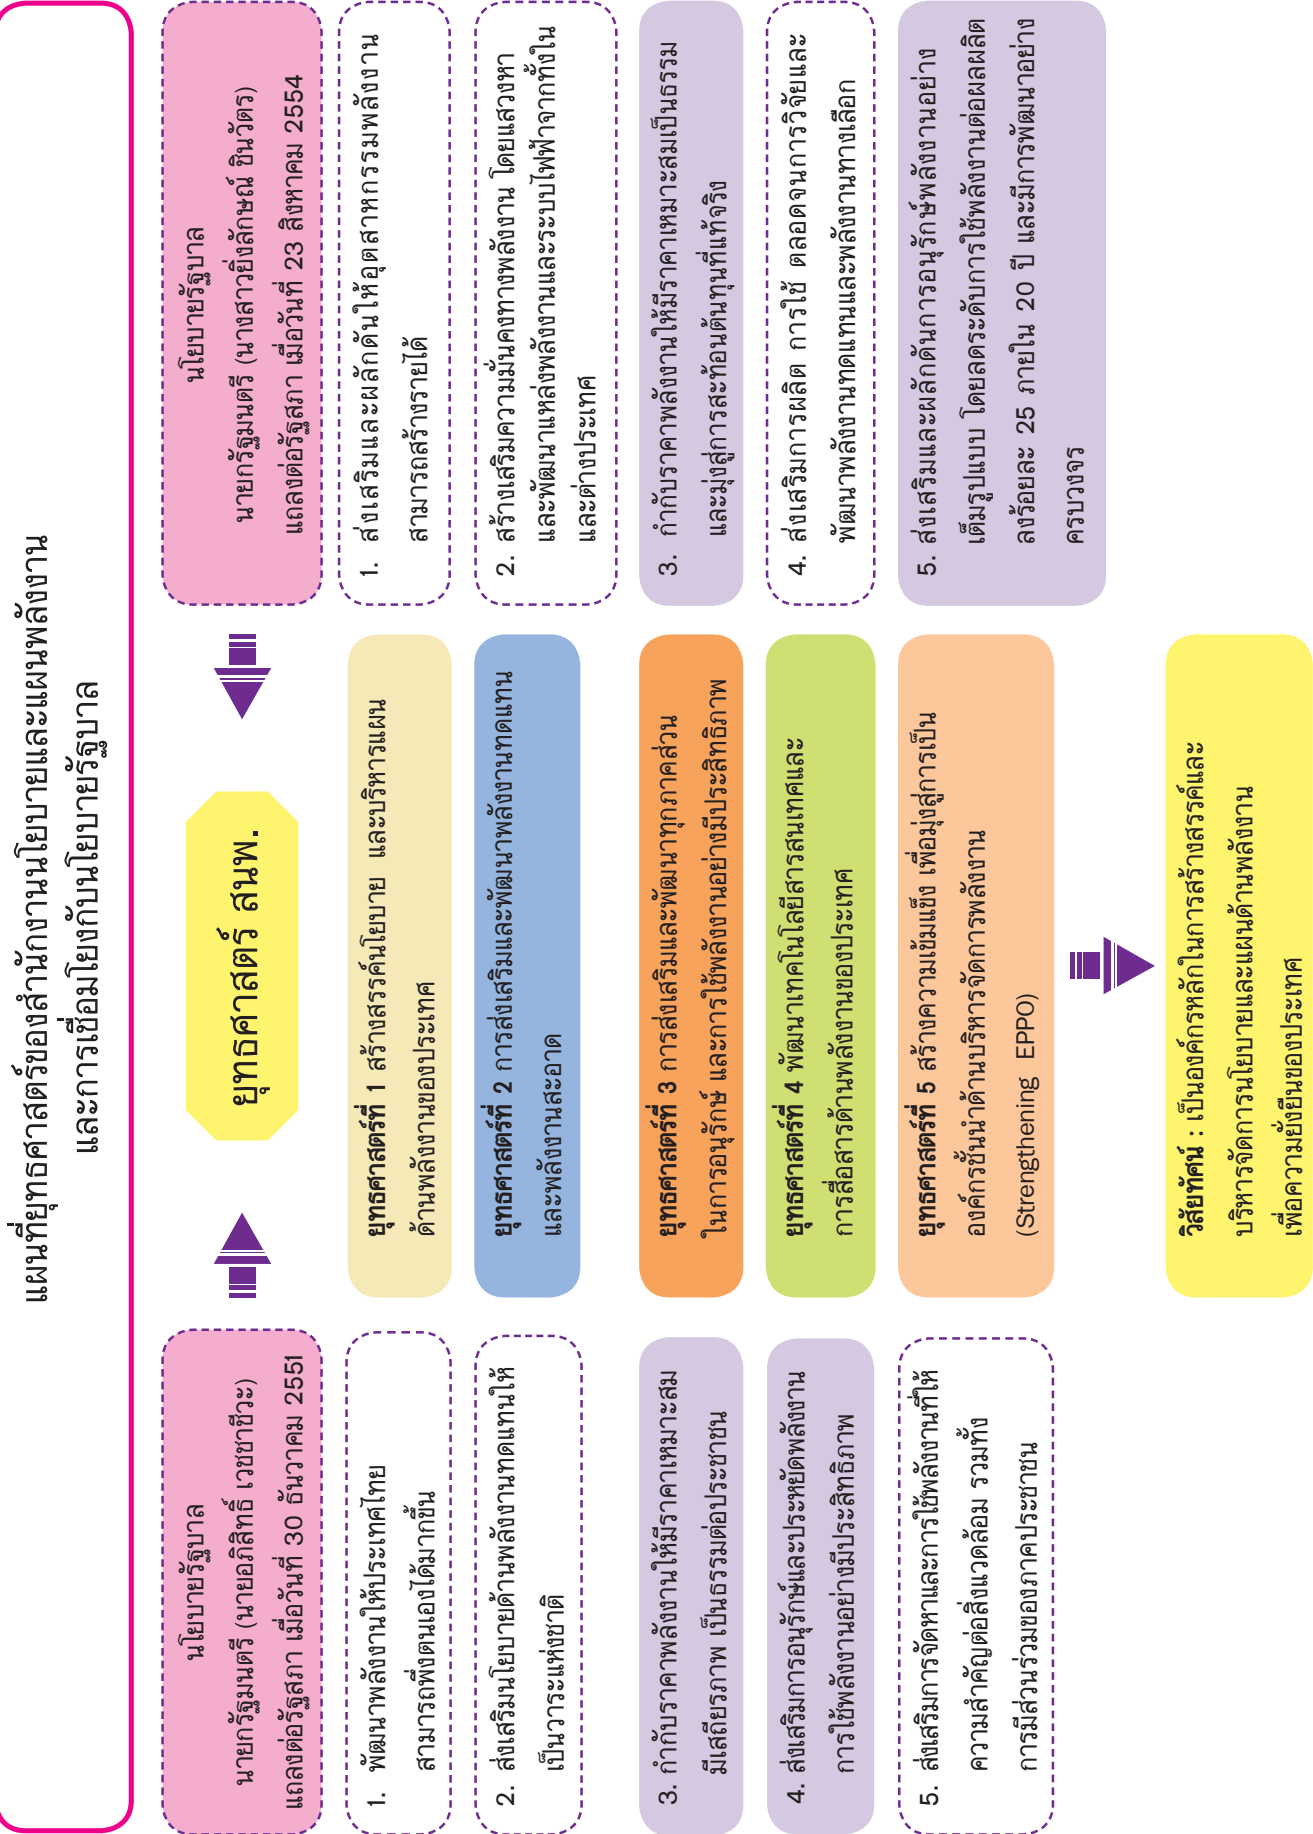 แผนที่ยุทธศาสตร์ของสำนักงานนโยบายและแผนพลังงาน
และการเชื่อมโยงกับนโยบายรัฐบาล
นโยบายรัฐบาล
นายกรัฐมนตรี (นายอภิสิทธิ์ เวชชาชีวะ)
แถลงต่อรัฐสภา เมื่อวันที่ 30 ธันวาคม 2551
1. พัฒนาพลังงานให้ประเทศไทย
สามารถพึ่งตนเองได้มากขึ้น
2. ส่งเสริมนโยบายด้านพลังงานทดแทนให้
เป็นวาระแห่งชาติ
3. กำกับราคาพลังงานให้มีราคาเหมาะสม
มีเสถียรภาพ เป็นธรรมต่อประชาชน
4. ส่งเสริมการอนุรักษ์และประหยัดพลังงาน
การใช้พลังงานอย่างมีประสิทธิภาพ
5. ส่งเสริมการจัดหาและการใช้พลังงานที่ให้
ความสำคัญต่อสิ่งแวดล้อม รวมทั้ง
การมีส่วนร่วมของภาคประชาชน
ยุทธศาสตร์ สนพ.
ยุทธศาสตร์ที่ 1 สร้างสรรค์นโยบาย และบริหารแผน
ด้านพลังงานของประเทศ
ยุทธศาสตร์ที่ 2 การส่งเสริมและพัฒนาพลังงานทดแทน
และพลังงานสะอาด
ยุทธศาสตร์ที่ 3 การส่งเสริมและพัฒนาทุกภาคส่วน
ในการอนุรักษ์ และการใช้พลังงานอย่างมีประสิทธิภาพ
ยุทธศาสตร์ที่ 4 พัฒนาเทคโนโลยีสารสนเทศและ
การสื่อสารด้านพลังงานของประเทศ
ยุทธศาสตร์ที่ 5 สร้างความเข้มแข็ง เพื่อมุ่งสู่การเป็น
องค์กรชั้นนำด้านบริหารจัดการพลังงาน
(Strengthening EPPO)
วิสัยทัศน์ : เป็นองค์กรหลักในการสร้างสรรค์และ
บริหารจัดการนโยบายและแผนด้านพลังงาน
เพื่อความยั่งยืนของประเทศ
นโยบายรัฐบาล
นายกรัฐมนตรี (นางสาวยิ่งลักษณ์ ชินวัตร)
แถลงต่อรัฐสภา เมื่อวันที่ 23 สิงหาคม 2554
1. ส่งเสริมและผลักดันให้อุตสาหกรรมพลังงาน
สามารถสร้างรายได้
2. สร้างเสริมความมั่นคงทางพลังงาน โดยแสวงหา
และพัฒนาแหล่งพลังงานและระบบไฟฟ้าจากทั้งใน
และต่างประเทศ
3. กำกับราคาพลังงานให้มีราคาเหมาะสมเป็นธรรม
และมุ่งสู่การสะท้อนต้นทุนที่แท้จริง
4. ส่งเสริมการผลิต การใช้ ตลอดจนการวิจัยและ
พัฒนาพลังงานทดแทนและพลังงานทางเลือก
5. ส่งเสริมและผลักดันการอนุรักษ์พลังงานอย่าง
เต็มรูปแบบ โดยลดระดับการใช้พลังงานต่อผลผลิต
ลงร้อยละ 25 ภายใน 20 ปี และมีการพัฒนาอย่าง
ครบวงจร